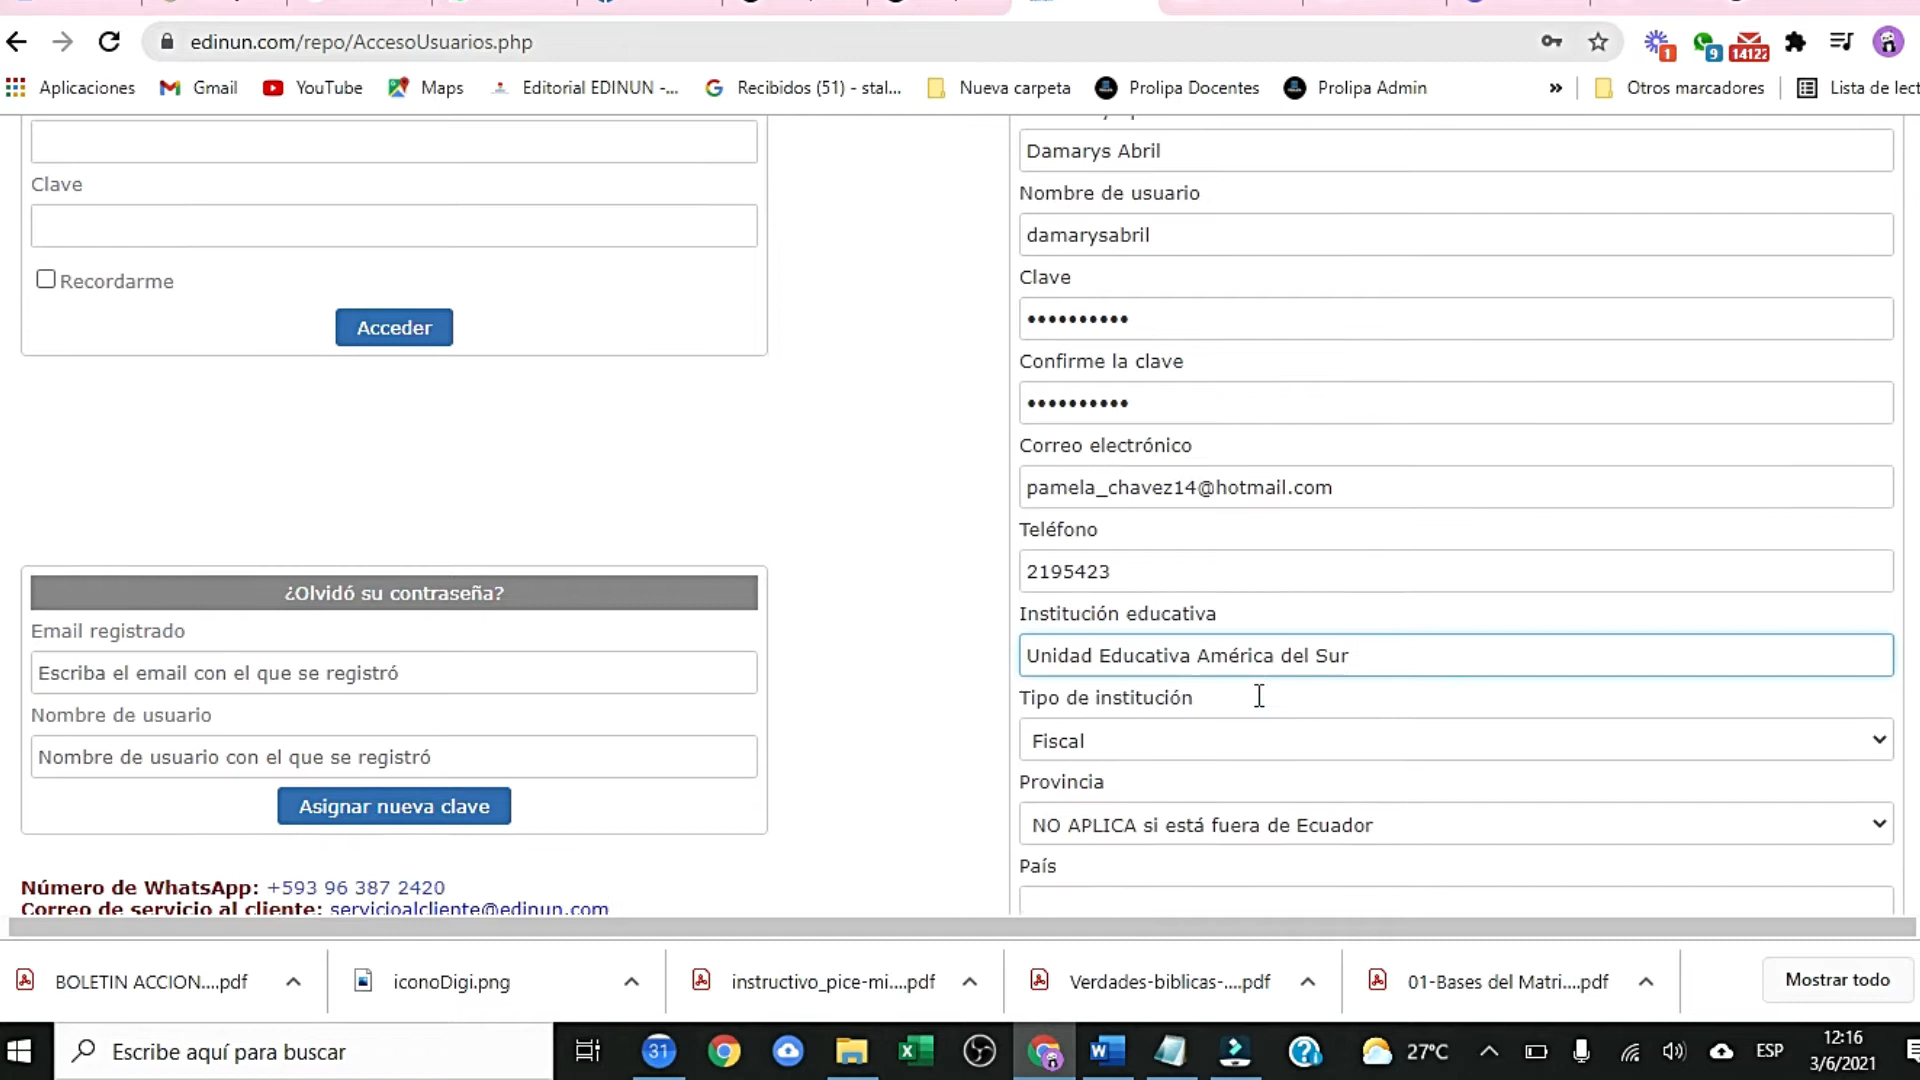 edinun.com/repo/AccesoUsuarios.php
1
9
14122
Aplicaciones
Gmail
YouTube
Maps
Editorial EDINUN -...
Recibidos (51) - stal...
Nueva carpeta
Prolipa Docentes
Prolipa Admin
»
Otros marcadores
Lista de lect
Clave
Recordarme
Acceder
¿Olvidó su contraseña?
Email registrado
Escriba el email con el que se registró
Nombre de usuario
Nombre de usuario con el que se registró
Asignar nueva clave
Número de WhatsApp: +593 96 387 2420
Correo de servicio al cliente: servicioalcliente@edinun.com
Damarys Abril
Nombre de usuario
damarysabril
Clave
••••••••••
Confirme la clave
••••••••••
Correo electrónico
pamela_chavez14@hotmail.com
Teléfono
2195423
Institución educativa
Unidad Educativa América del Sur
Tipo de institución
Fiscal
Provincia
NO APLICA si está fuera de Ecuador
País
BOLETIN ACCION....pdf
iconoDigi.png
instructivo_pice-mi....pdf
Verdades-biblicas-....pdf
01-Bases del Matri....pdf
Mostrar todo
Escribe aquí para buscar
31
27°C
ESP
12:16
3/6/2021